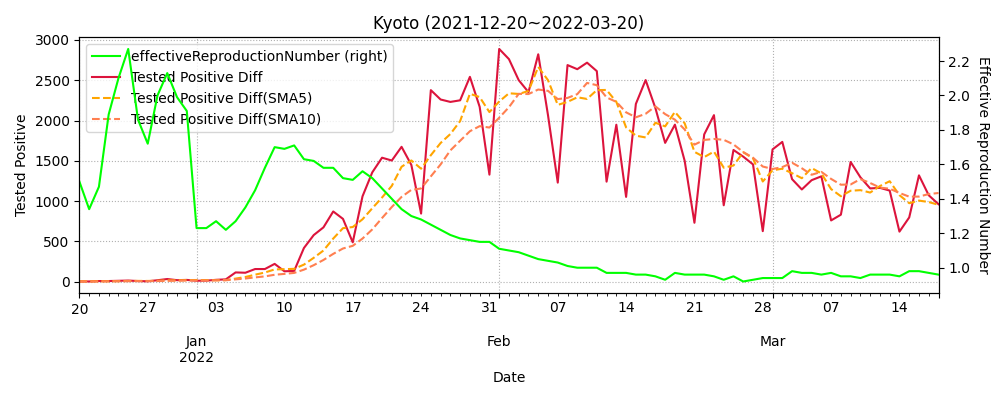 Kyoto (2021-12-20~2022-03-20)
effectiveReproductionNumber (right)
Tested Positive Diff
Tested Positive Diff(SMA5)
Tested Positive Diff(SMA10)
Tested Positive
3000
2500
2000
1500
1000
500
0
Effective Reproduction Number
2.2
2.0
1.8
1.6
1.4
1.2
1.0
20 27 03 10 17 24 31 07 14 21 28 07 14
Jan Feb Mar
2022
Date